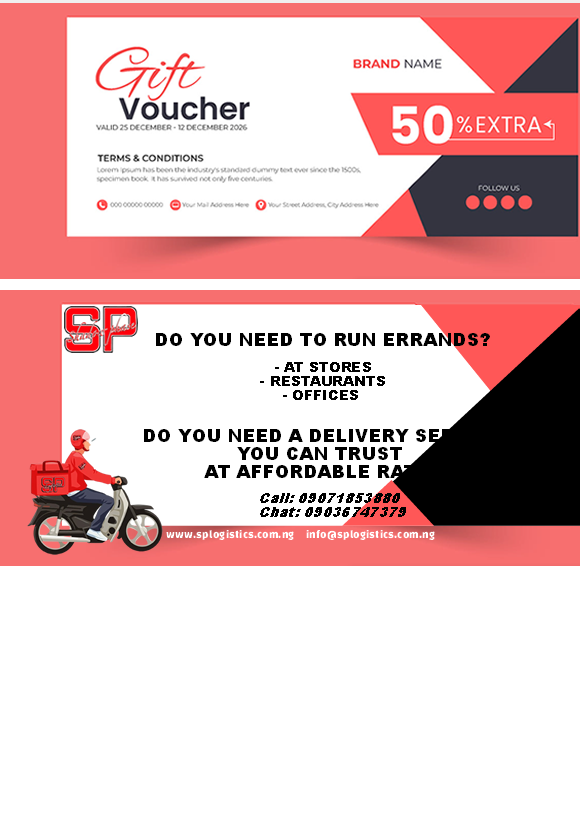 Gift
Voucher
VALID 25 DECEMBER - 12 DECEMBER 2026
BRAND NAME
50% EXTRA
TERMS & CONDITIONS
Lorem Ipsum has been the industry's standard dummy text ever since the 1500s,
specimen book. It has survived not only five centuries.
000 00000 00000 Your Mail Address Here Your Street Address, City Address Here
FOLLOW US
SP
DO YOU NEED TO RUN ERRANDS?
- AT STORES
- RESTAURANTS
- OFFICES
DO YOU NEED A DELIVERY SE
YOU CAN TRUST
AT AFFORDABLE RA
Call: 09071853880
Chat: 09036747379
SP
www.splogistics.com.ng info@splogistics.com.ng